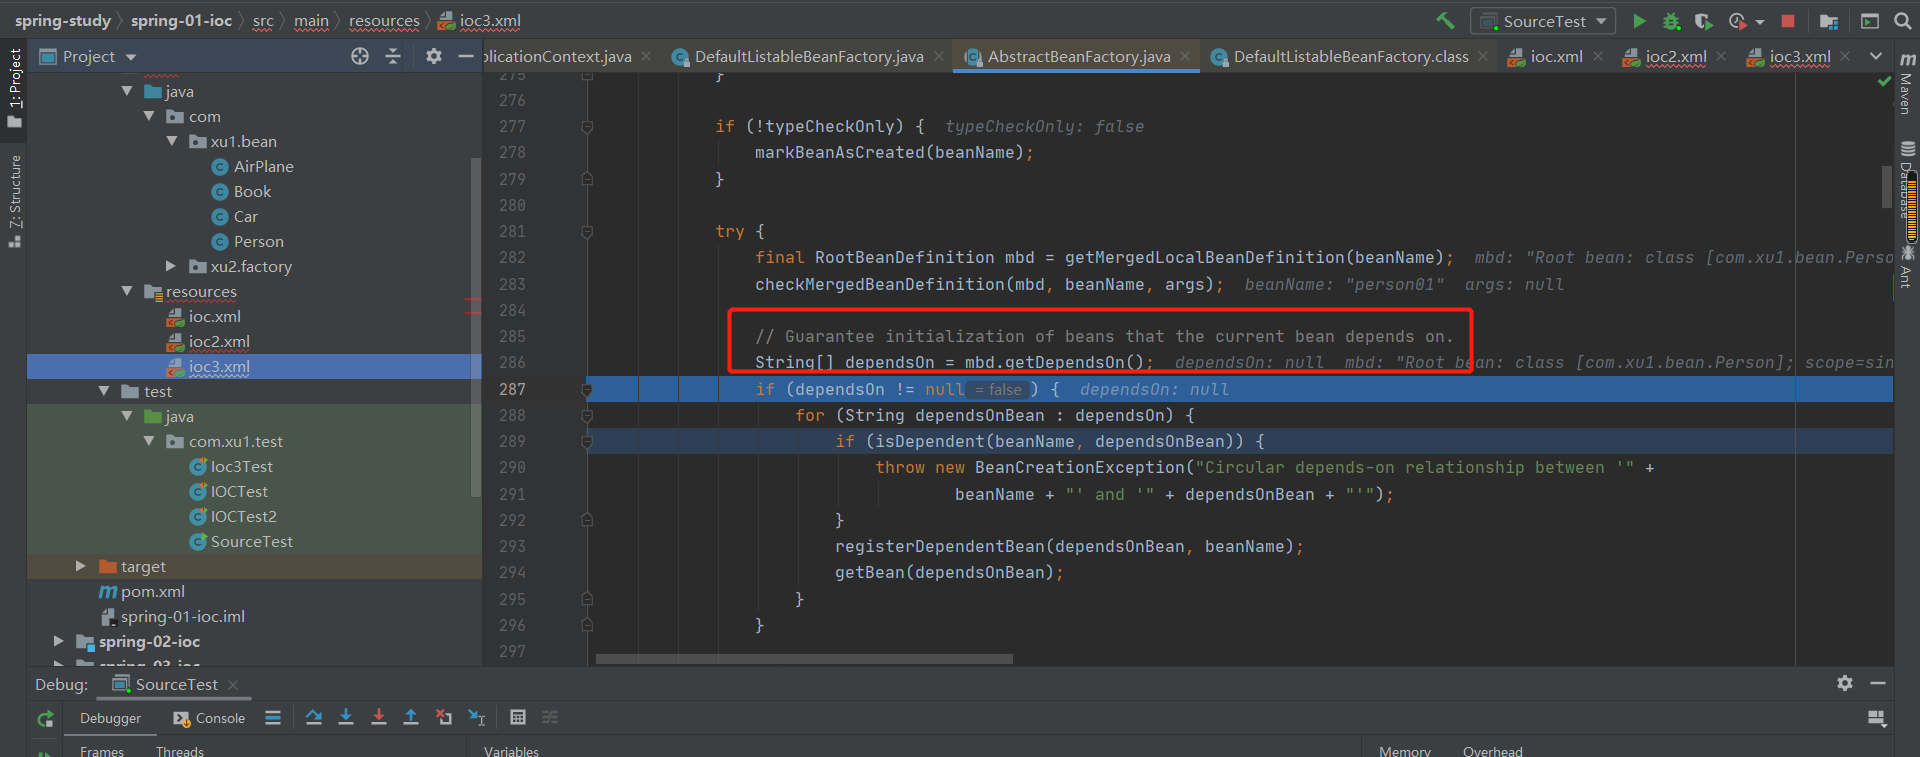 spring-study spring-01-ioc src main resources ioc3.xml SourceTest
Project
plicationContext.java DefaultListableBeanFactory.java AbstractBeanFactory.java DefaultListableBeanFactory.class ioc.xml ioc2.xml ioc3.xml
1: Project
7: Structure
java
com
xu1.bean
AirPlane
Book
Car
Person
xu2.factory
resources
ioc.xml
ioc2.xml
ioc3.xml
test
java
com.xu1.test
Ioc3Test
IOCTest
IOCTest2
SourceTest
target
pom.xml
spring-01-ioc.iml
spring-02-ioc
spring-03-ioc
275 }
276
277 if (!typeCheckOnly) { typeCheckOnly: false
278 markBeanAsCreated(beanName);
279 }
280
281 try {
282 final RootBeanDefinition mbd = getMergedLocalBeanDefinition(beanName); mbd: "Root bean: class [com.xu1.bean.Perso
283 checkMergedBeanDefinition(mbd, beanName, args); beanName: "person01" args: null
284
285 // Guarantee initialization of beans that the current bean depends on.
286 String[] dependsOn = mbd.getDependsOn(); dependsOn: null mbd: "Root bean: class [com.xu1.bean.Person]; scope=sin
287 if (dependsOn != null = false ) { dependsOn: null
288 for (String dependsOnBean : dependsOn) {
289 if (isDependent(beanName, dependsOnBean)) {
290 throw new BeanCreationException("Circular depends-on relationship between '" +
291 beanName + "' and '" + dependsOnBean + "'");
292 }
293 registerDependentBean(dependsOnBean, beanName);
294 getBean(dependsOnBean);
295 }
296 }
297
Maven
Database
Ant
Debug: SourceTest
Debugger Console
Frames Threads Variables Memory Overhead